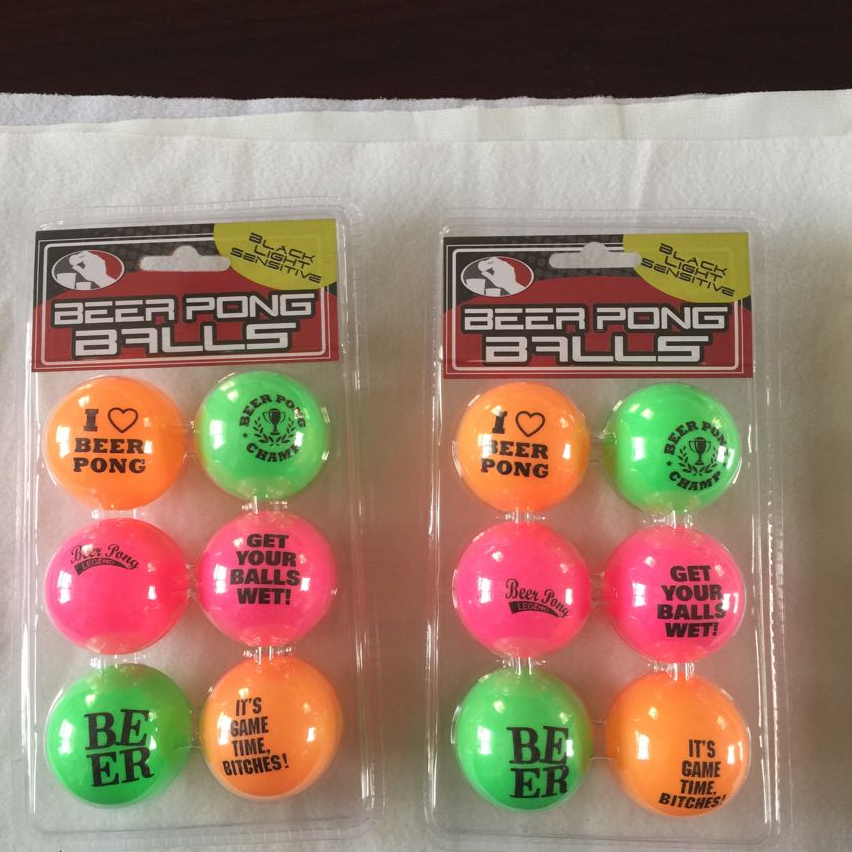 BLACK
LIGHT
SENSITIVE
BEER PONG
BALLS
I ♡
BEER
PONG
BEER PONG
CHAMP
Beer Pong
LEGEND
GET
YOUR
BALLS
WET!
BE
ER
IT'S
GAME
TIME,
BITCHES!
BLACK
LIGHT
SENSITIVE
BEER PONG
BALLS
I ♡
BEER
PONG
BEER PONG
CHAMP
Beer Pong
LEGEND
GET
YOUR
BALLS
WET!
BE
ER
IT'S
GAME
TIME,
BITCHES!